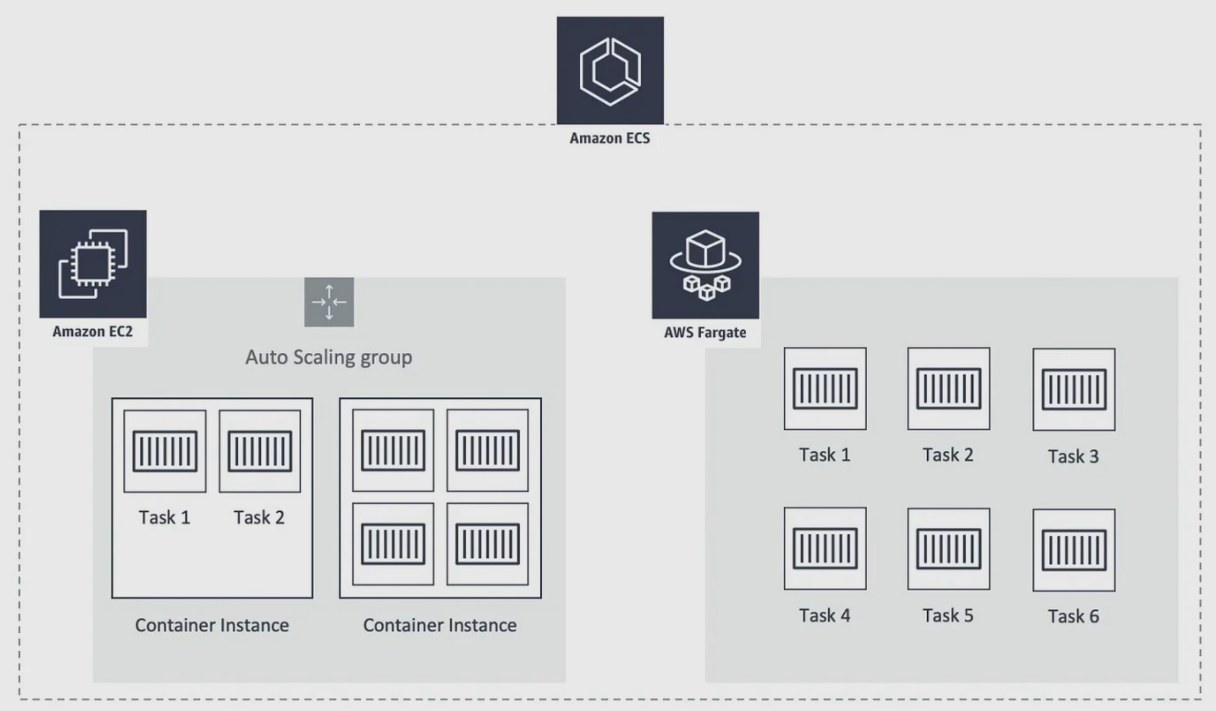 Amazon ECS
Amazon EC2
Auto Scaling group
Task 1
Task 2
Container Instance
Container Instance
AWS Fargate
Task 1
Task 2
Task 3
Task 4
Task 5
Task 6